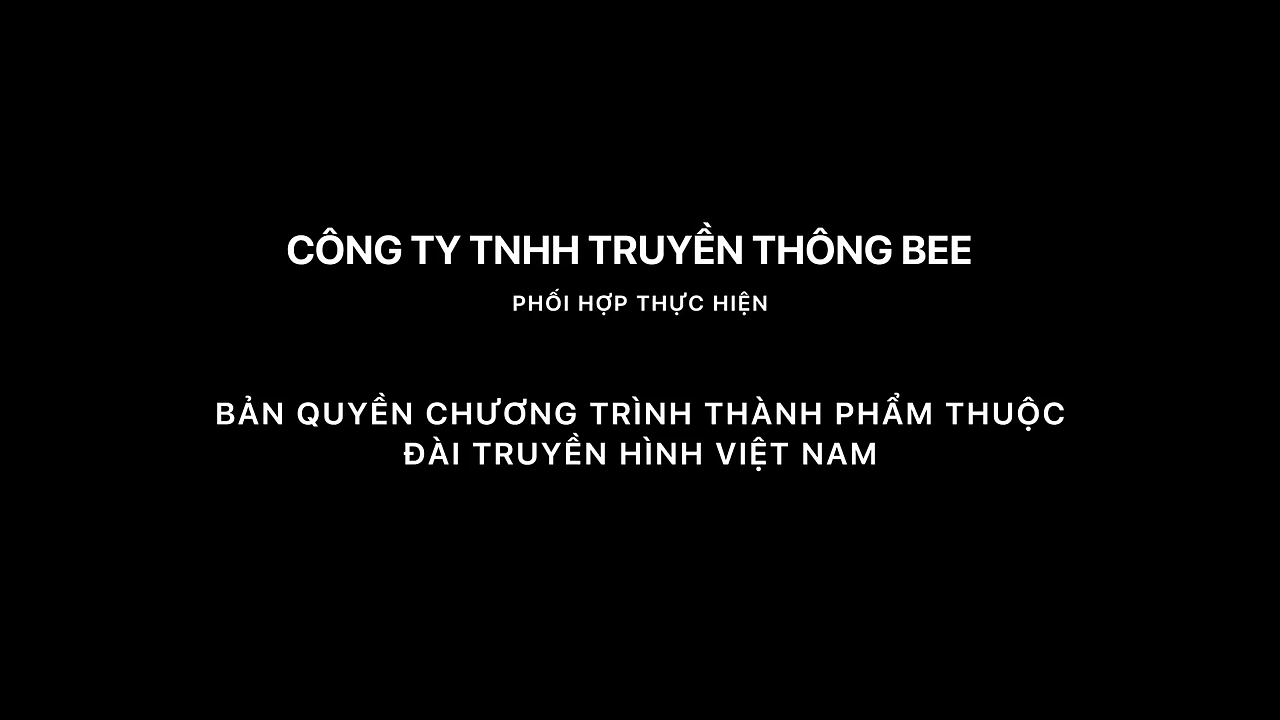 CÔNG TY TNHH TRUYỀN THÔNG BEE
PHỐI HỢP THỰC HIỆN
BẢN QUYỀN CHƯƠNG TRÌNH THÀNH PHẨM THUỘC
ĐÀI TRUYỀN HÌNH VIỆT NAM